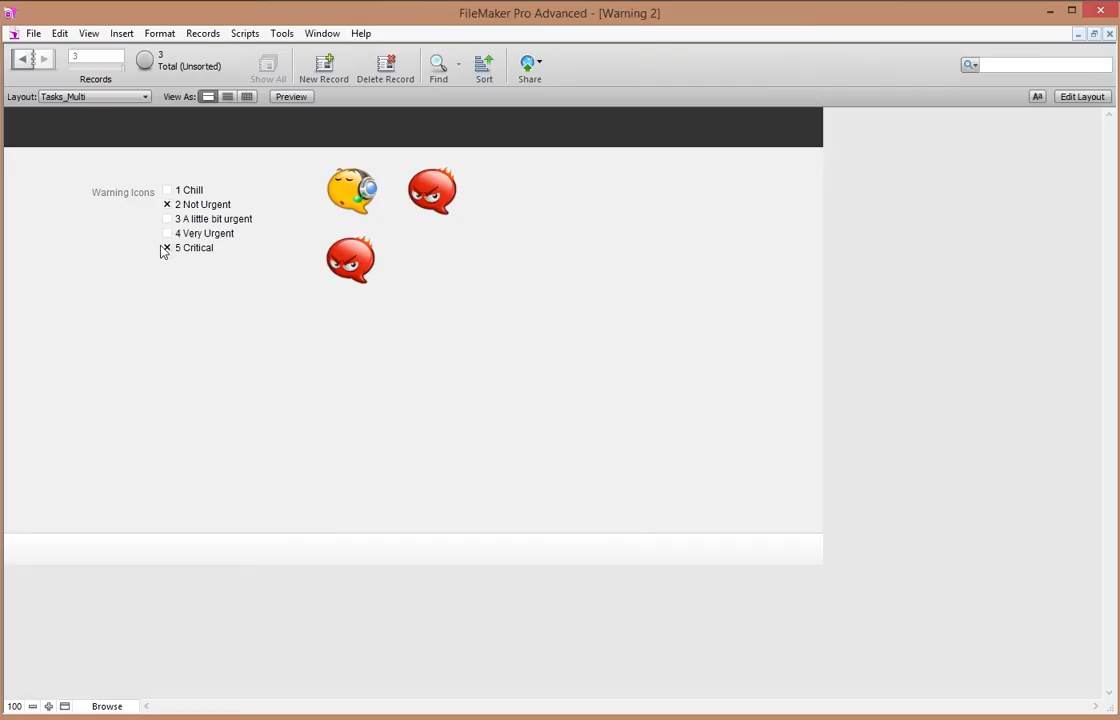 FileMaker Pro Advanced - [Warning 2]
File Edit View Insert Format Records Scripts Tools Window Help
3
Records
3
Total (Unsorted)
Show All
New Record
Delete Record
Find
Sort
Share
Layout: Tasks_Multi View As: Preview Aa Edit Layout
Warning Icons
1 Chill
2 Not Urgent
3 A little bit urgent
4 Very Urgent
5 Critical
100 Browse